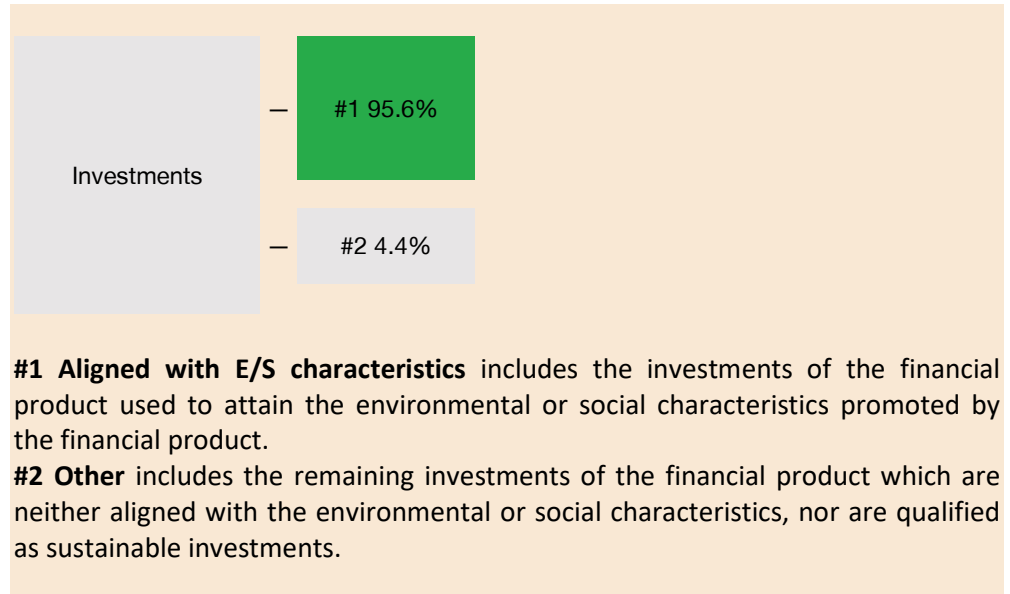 Investments
– #1 95.6%
– #2 4.4%
#1 Aligned with E/S characteristics includes the investments of the financial
product used to attain the environmental or social characteristics promoted by
the financial product.
#2 Other includes the remaining investments of the financial product which are
neither aligned with the environmental or social characteristics, nor are qualified
as sustainable investments.